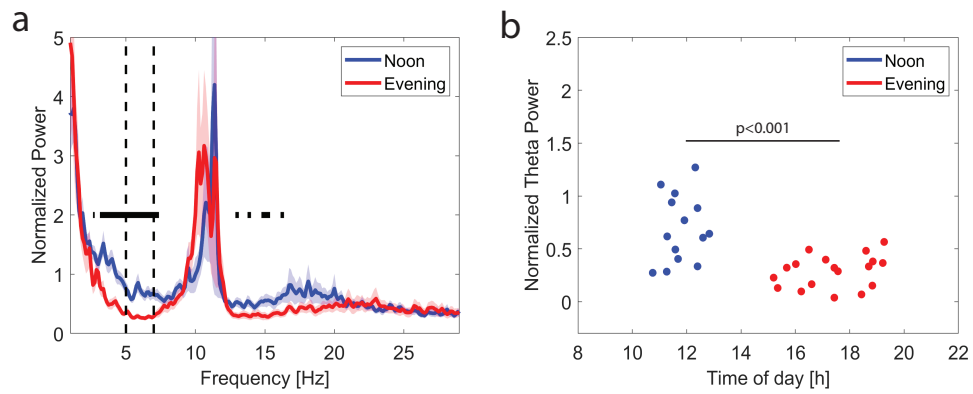 a
Normalized Power
5
4
3
2
1
0
5
10
15
20
25
Frequency [Hz]
Noon
Evening
b
Normalized Theta Power
2.5
2
1.5
1
0.5
0
8
10
12
14
16
18
20
22
Time of day [h]
Noon
Evening
p<0.001